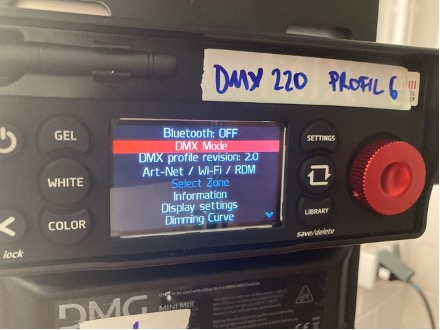 DMX 220 PROFIL 6
GEL
WHITE
COLOR
lock
Bluetooth: OFF
DMX Mode
DMX profile revision: 2.0
Art-Net / Wi-Fi / RDM
Select Zone
Information
Display settings
Dimming Curve
SETTINGS
LIBRARY
save/delete
DMG
MINI MIX